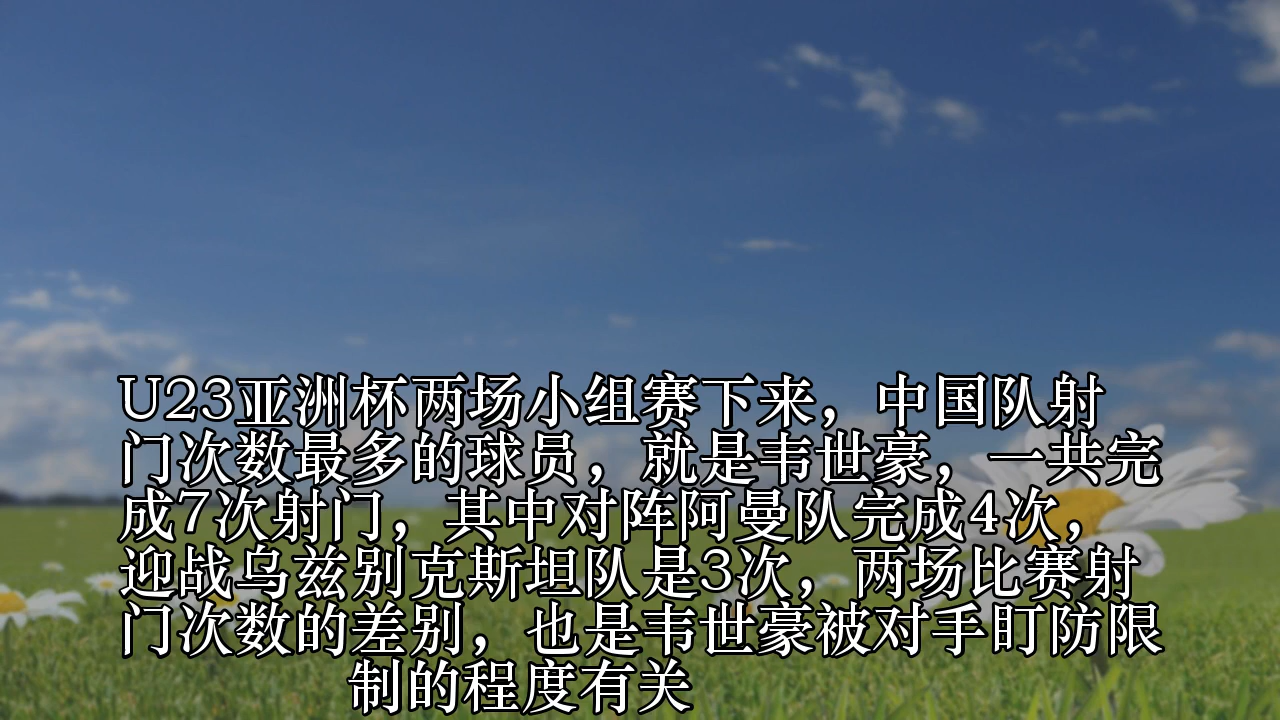 U23亚洲杯两场小组赛下来，中国队射
门次数最多的球员，就是韦世豪，一共完
成7次射门，其中对阵阿曼队完成4次，
迎战乌兹别克斯坦队是3次，两场比赛射
门次数的差别，也是韦世豪被对手盯防限
制的程度有关